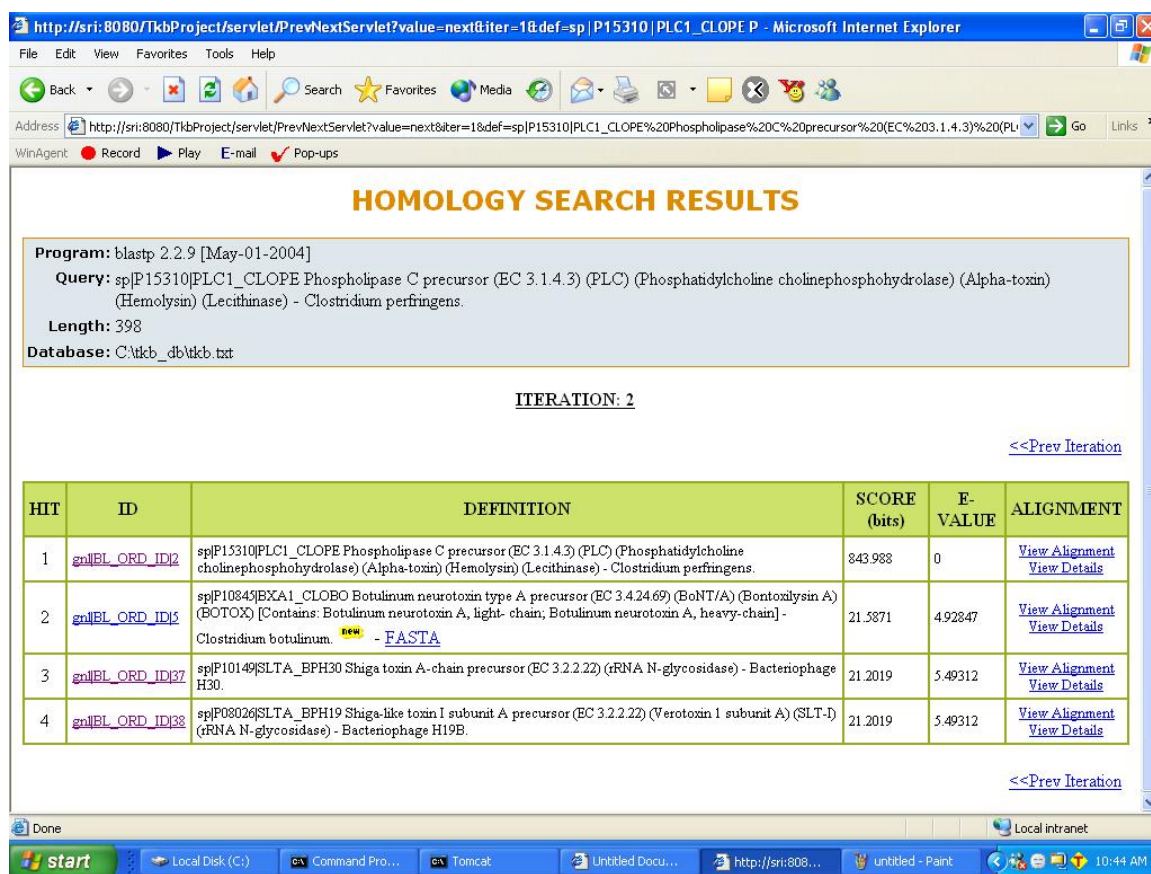 http://sri:8080/TkbProject/servlet/PrevNextServlet?value=next&iter=1&def=sp|P15310|PLC1_CLOPE P - Microsoft Internet Explorer
File Edit View Favorites Tools Help
Back Search Favorites Media
Address http://sri:8080/TkbProject/servlet/PrevNextServlet?value=next&iter=1&def=sp|P15310|PLC1_CLOPE%20Phospholipase%20C%20precursor%20(EC%203.1.4.3)%20(PL Go Links
WinAgent Record Play E-mail Pop-ups
HOMOLOGY SEARCH RESULTS
Program: blastp 2.2.9 [May-01-2004]
Query: sp|P15310|PLC1_CLOPE Phospholipase C precursor (EC 3.1.4.3) (PLC) (Phosphatidylcholine cholinephosphohydrolase) (Alpha-toxin)
(Hemolysin) (Lecithinase) - Clostridium perfringens.
Length: 398
Database: C:\tkb_db\tkb.txt
ITERATION: 2
<<Prev Iteration
HIT ID DEFINITION SCORE (bits) E-VALUE ALIGNMENT
1 gnl|BL_ORD_ID|2 sp|P15310|PLC1_CLOPE Phospholipase C precursor (EC 3.1.4.3) (PLC) (Phosphatidylcholine 843.988 0 View Alignment
cholinephosphohydrolase) (Alpha-toxin) (Hemolysin) (Lecithinase) - Clostridium perfringens. View Details
2 gnl|BL_ORD_ID|5 sp|P10845|BXA1_CLOBO Botulinum neurotoxin type A precursor (EC 3.4.24.69) (BoNT/A) (Bontoxilysin A)
(BOTOX) [Contains: Botulinum neurotoxin A, light- chain; Botulinum neurotoxin A, heavy-chain] - 21.5871 4.92847 View Alignment
Clostridium botulinum. new - FASTA View Details
3 gnl|BL_ORD_ID|37 sp|P10149|SLTA_BPH30 Shiga toxin A-chain precursor (EC 3.2.2.22) (rRNA N-glycosidase) - Bacteriophage 21.2019 5.49312 View Alignment
H30. View Details
4 gnl|BL_ORD_ID|38 sp|P08026|SLTA_BPH19 Shiga-like toxin I subunit A precursor (EC 3.2.2.22) (Verotoxin 1 subunit A) (SLT-I) 21.2019 5.49312 View Alignment
(rRNA N-glycosidase) - Bacteriophage H19B. View Details
<<Prev Iteration
Done Local intranet
start Local Disk (C:) Command Pro... Tomcat Untitled Docu... http://sri:808... untitled - Paint 10:44 AM